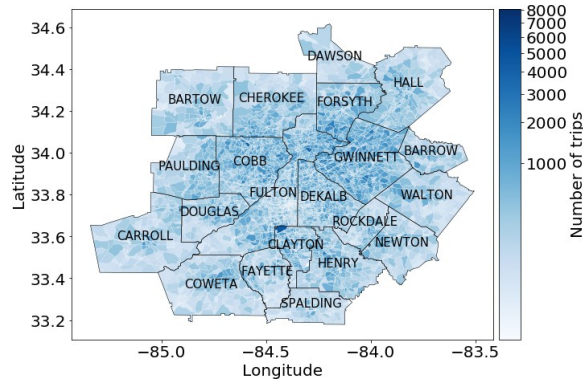 34.6
34.4
34.2
34.0
33.8
33.6
33.4
33.2
Latitude
−85.0
−84.5
−84.0
−83.5
Longitude
DAWSON
HALL
BARTOW
CHEROKEE
FORSYTH
PAULDING
COBB
GWINNETT
BARROW
FULTON
DEKALB
WALTON
DOUGLAS
ROCKDALE
CARROLL
CLAYTON
NEWTON
COWETA
FAYETTE
HENRY
SPALDING
8000
7000
6000
5000
4000
3000
2000
1000
Number of trips